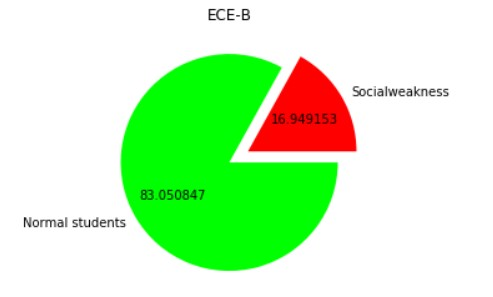 ECE-B
Socialweakness
16.949153
83.050847
Normal students